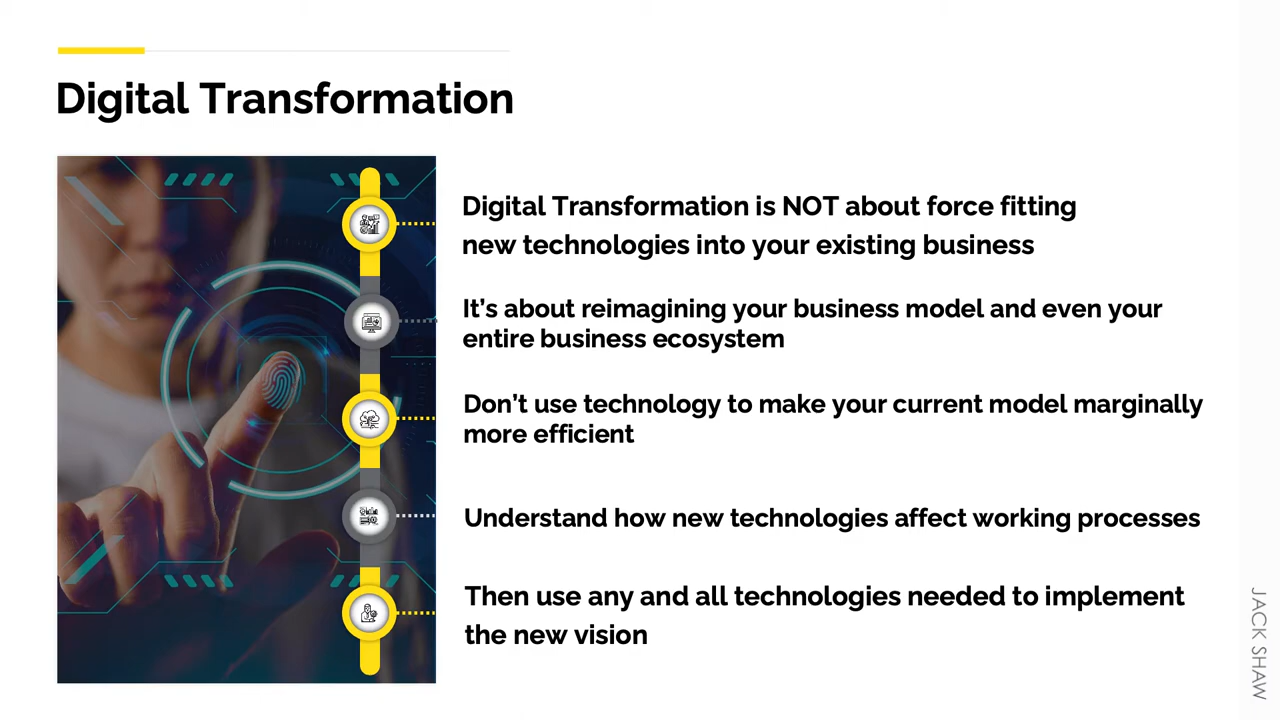 Digital Transformation
Digital Transformation is NOT about force fitting
new technologies into your existing business
It’s about reimagining your business model and even your
entire business ecosystem
Don’t use technology to make your current model marginally
more efficient
Understand how new technologies affect working processes
Then use any and all technologies needed to implement
the new vision
JACK SHAW